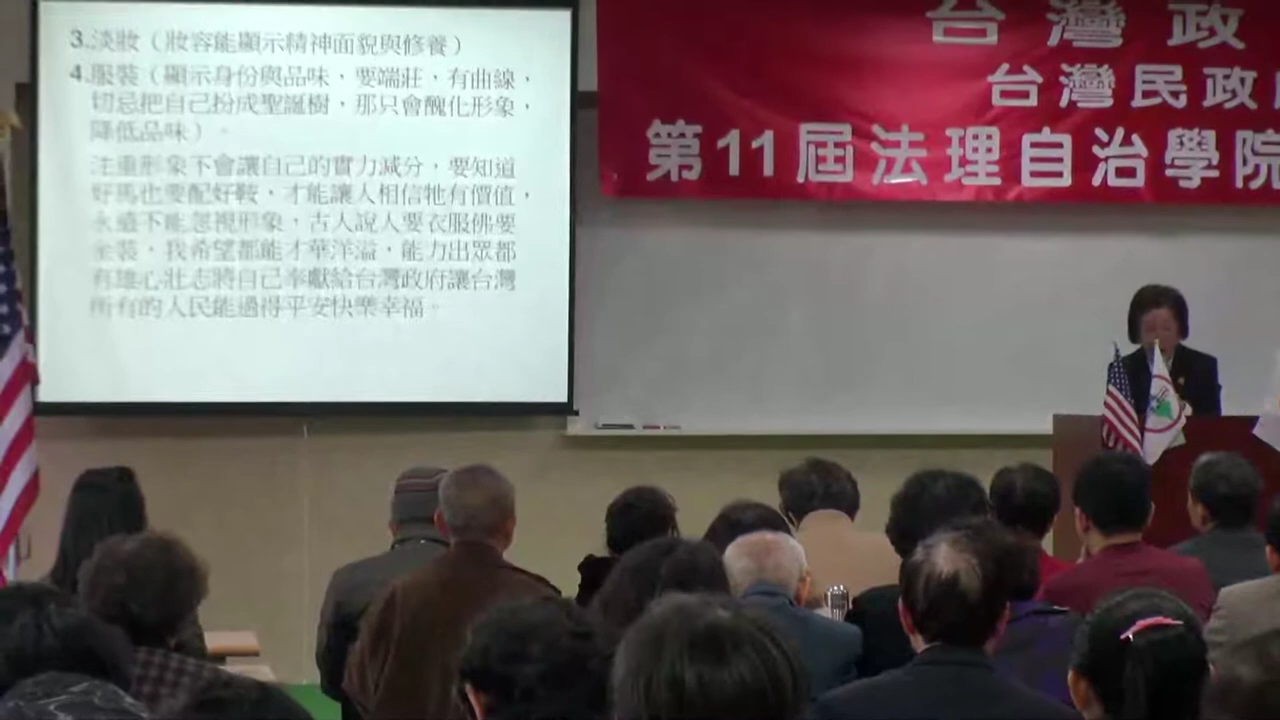 3.淡妝（妝容能顯示精神面貌與修養）
4.服裝（顯示身份與品味，要端莊，有曲線，
切忌把自己扮成聖誕樹，那只會醜化形象，
降低品味）。
注重形象不會讓自己的實力減分，要知道
好馬也要配好鞍，才能讓人相信牠有價值，
永遠不能忽視形象，古人說人要衣服佛要
金裝，我希望都能才華洋溢，能力出眾都
有雄心壯志將自己奉獻給台灣政府讓台灣
所有的人民能過得平安快樂幸福。
台灣政
台灣民政
第11屆法理自治學院